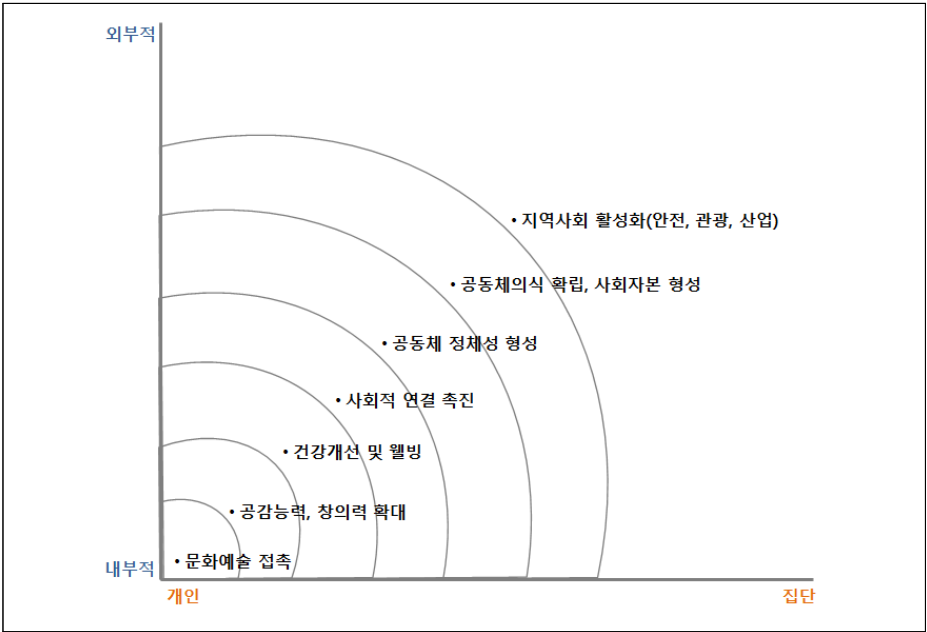 외부적
• 지역사회 활성화(안전, 관광, 산업)
• 공동체의식 확립, 사회자본 형성
• 공동체 정체성 형성
• 사회적 연결 촉진
• 건강개선 및 웰빙
• 공감능력, 창의력 확대
• 문화예술 접촉
내부적
개인
집단